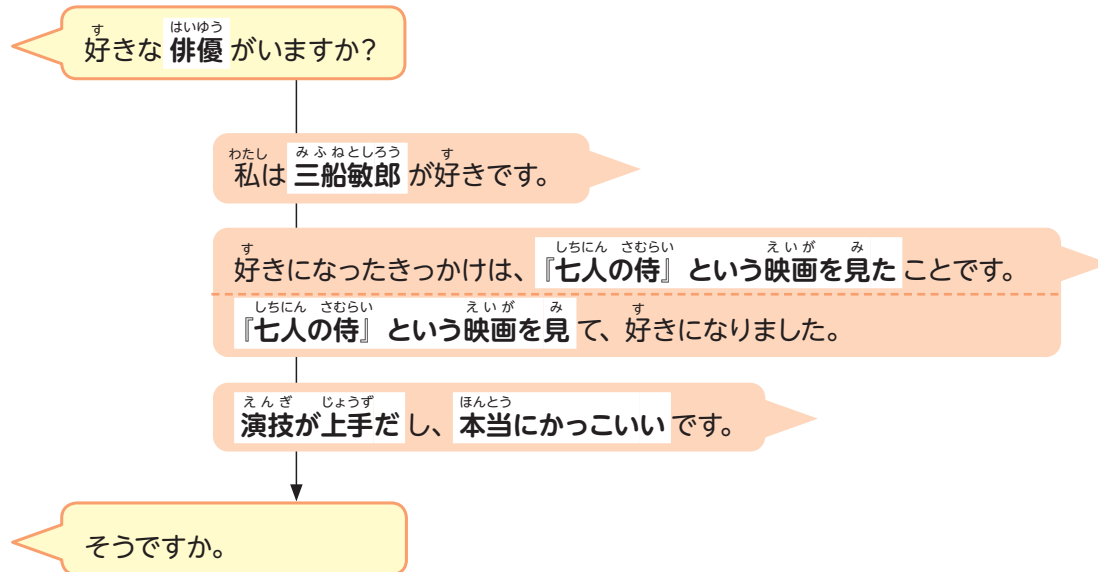 好きな俳優がいますか?
私は三船敏郎が好きです。
好きになったきっかけは、『七人の侍』という映画を見たことです。
『七人の侍』という映画を見て、好きになりました。
演技が上手だし、本当にかっこいいです。
そうですか。